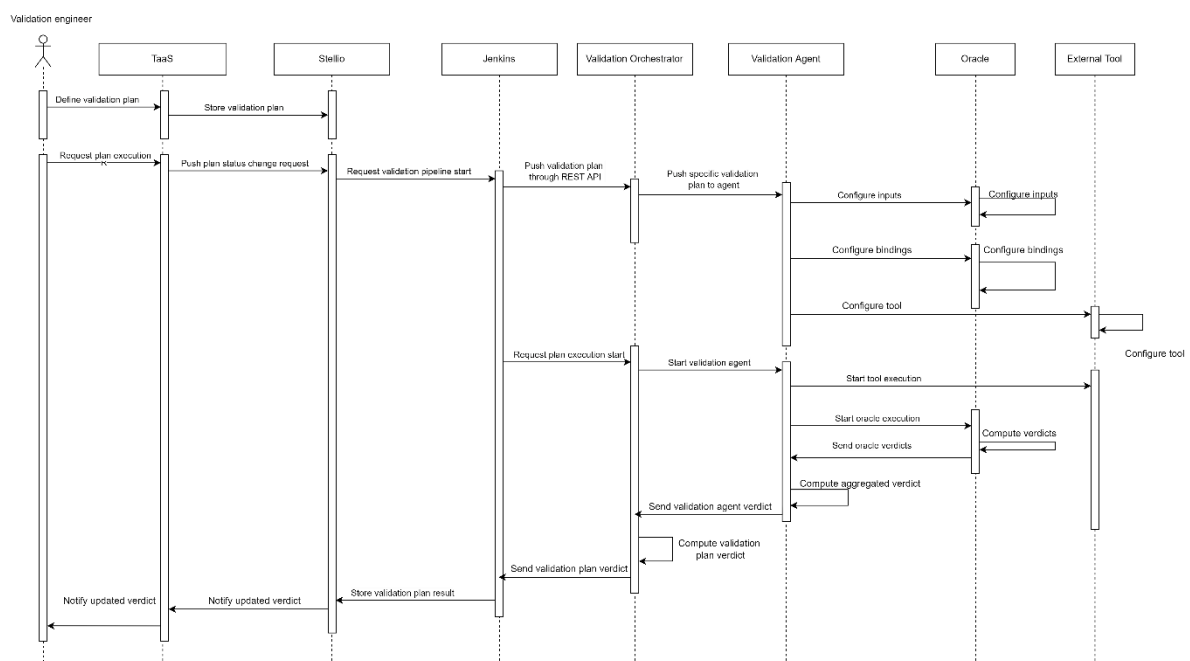 Validation engineer
TaaS
Stellio
Jenkins
Validation Orchestrator
Validation Agent
Oracle
External Tool
Define validation plan
Store validation plan
Request plan execution
Push plan status change request
Request validation pipeline start
Push validation plan
through REST API
Push specific validation
plan to agent
Configure inputs
Configure inputs
Configure bindings
Configure bindings
Configure tool
Configure tool
Request plan execution start
Start validation agent
Start tool execution
Start oracle execution
Compute verdicts
Send oracle verdicts
Compute aggregated verdict
Send validation agent verdict
Compute validation
plan verdict
Send validation plan verdict
Store validation plan result
Notify updated verdict
Notify updated verdict